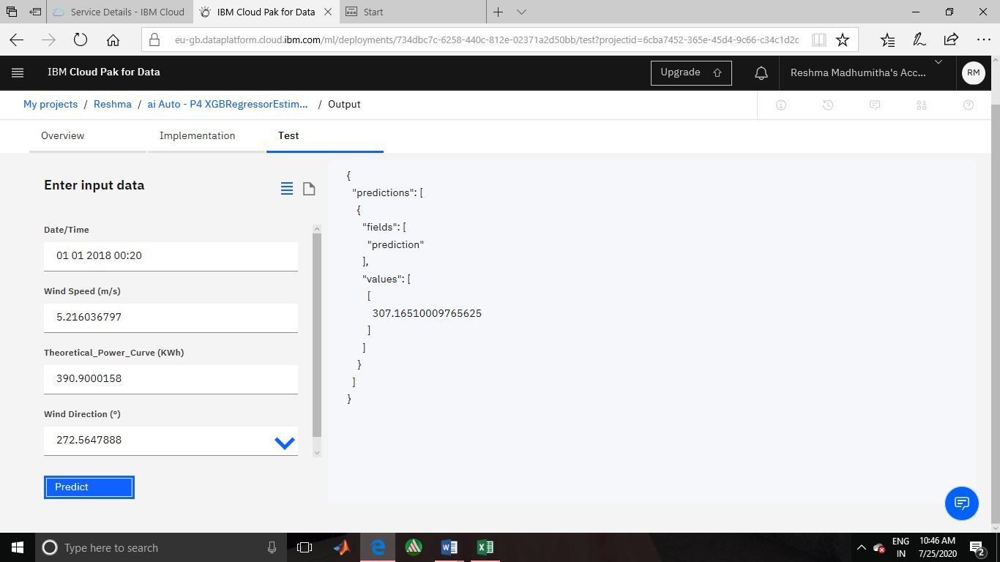 Service Details - IBM Cloud
IBM Cloud Pak for Data
Start
eu-gb.dataplatform.cloud.ibm.com/ml/deployments/734dbc7c-6258-440c-812e-02371a2d50bb/test?projectid=6cba7452-365e-45d4-9c66-c34c1d2c
IBM Cloud Pak for Data
Upgrade
Reshma Madhumitha's Acc...
RM
My projects / Reshma / ai Auto - P4 XGBRegressorEstim... / Output
Overview
Implementation
Test
Enter input data
Date/Time
01 01 2018 00:20
Wind Speed (m/s)
5.216036797
Theoretical_Power_Curve (KWh)
390.9000158
Wind Direction (°)
272.5647888
Predict
{
"predictions": [
{
"fields": [
"prediction"
],
"values": [
[
307.16510009765625
]
]
}
]
}
Type here to search
ENG
IN
10:46 AM
7/25/2020
2